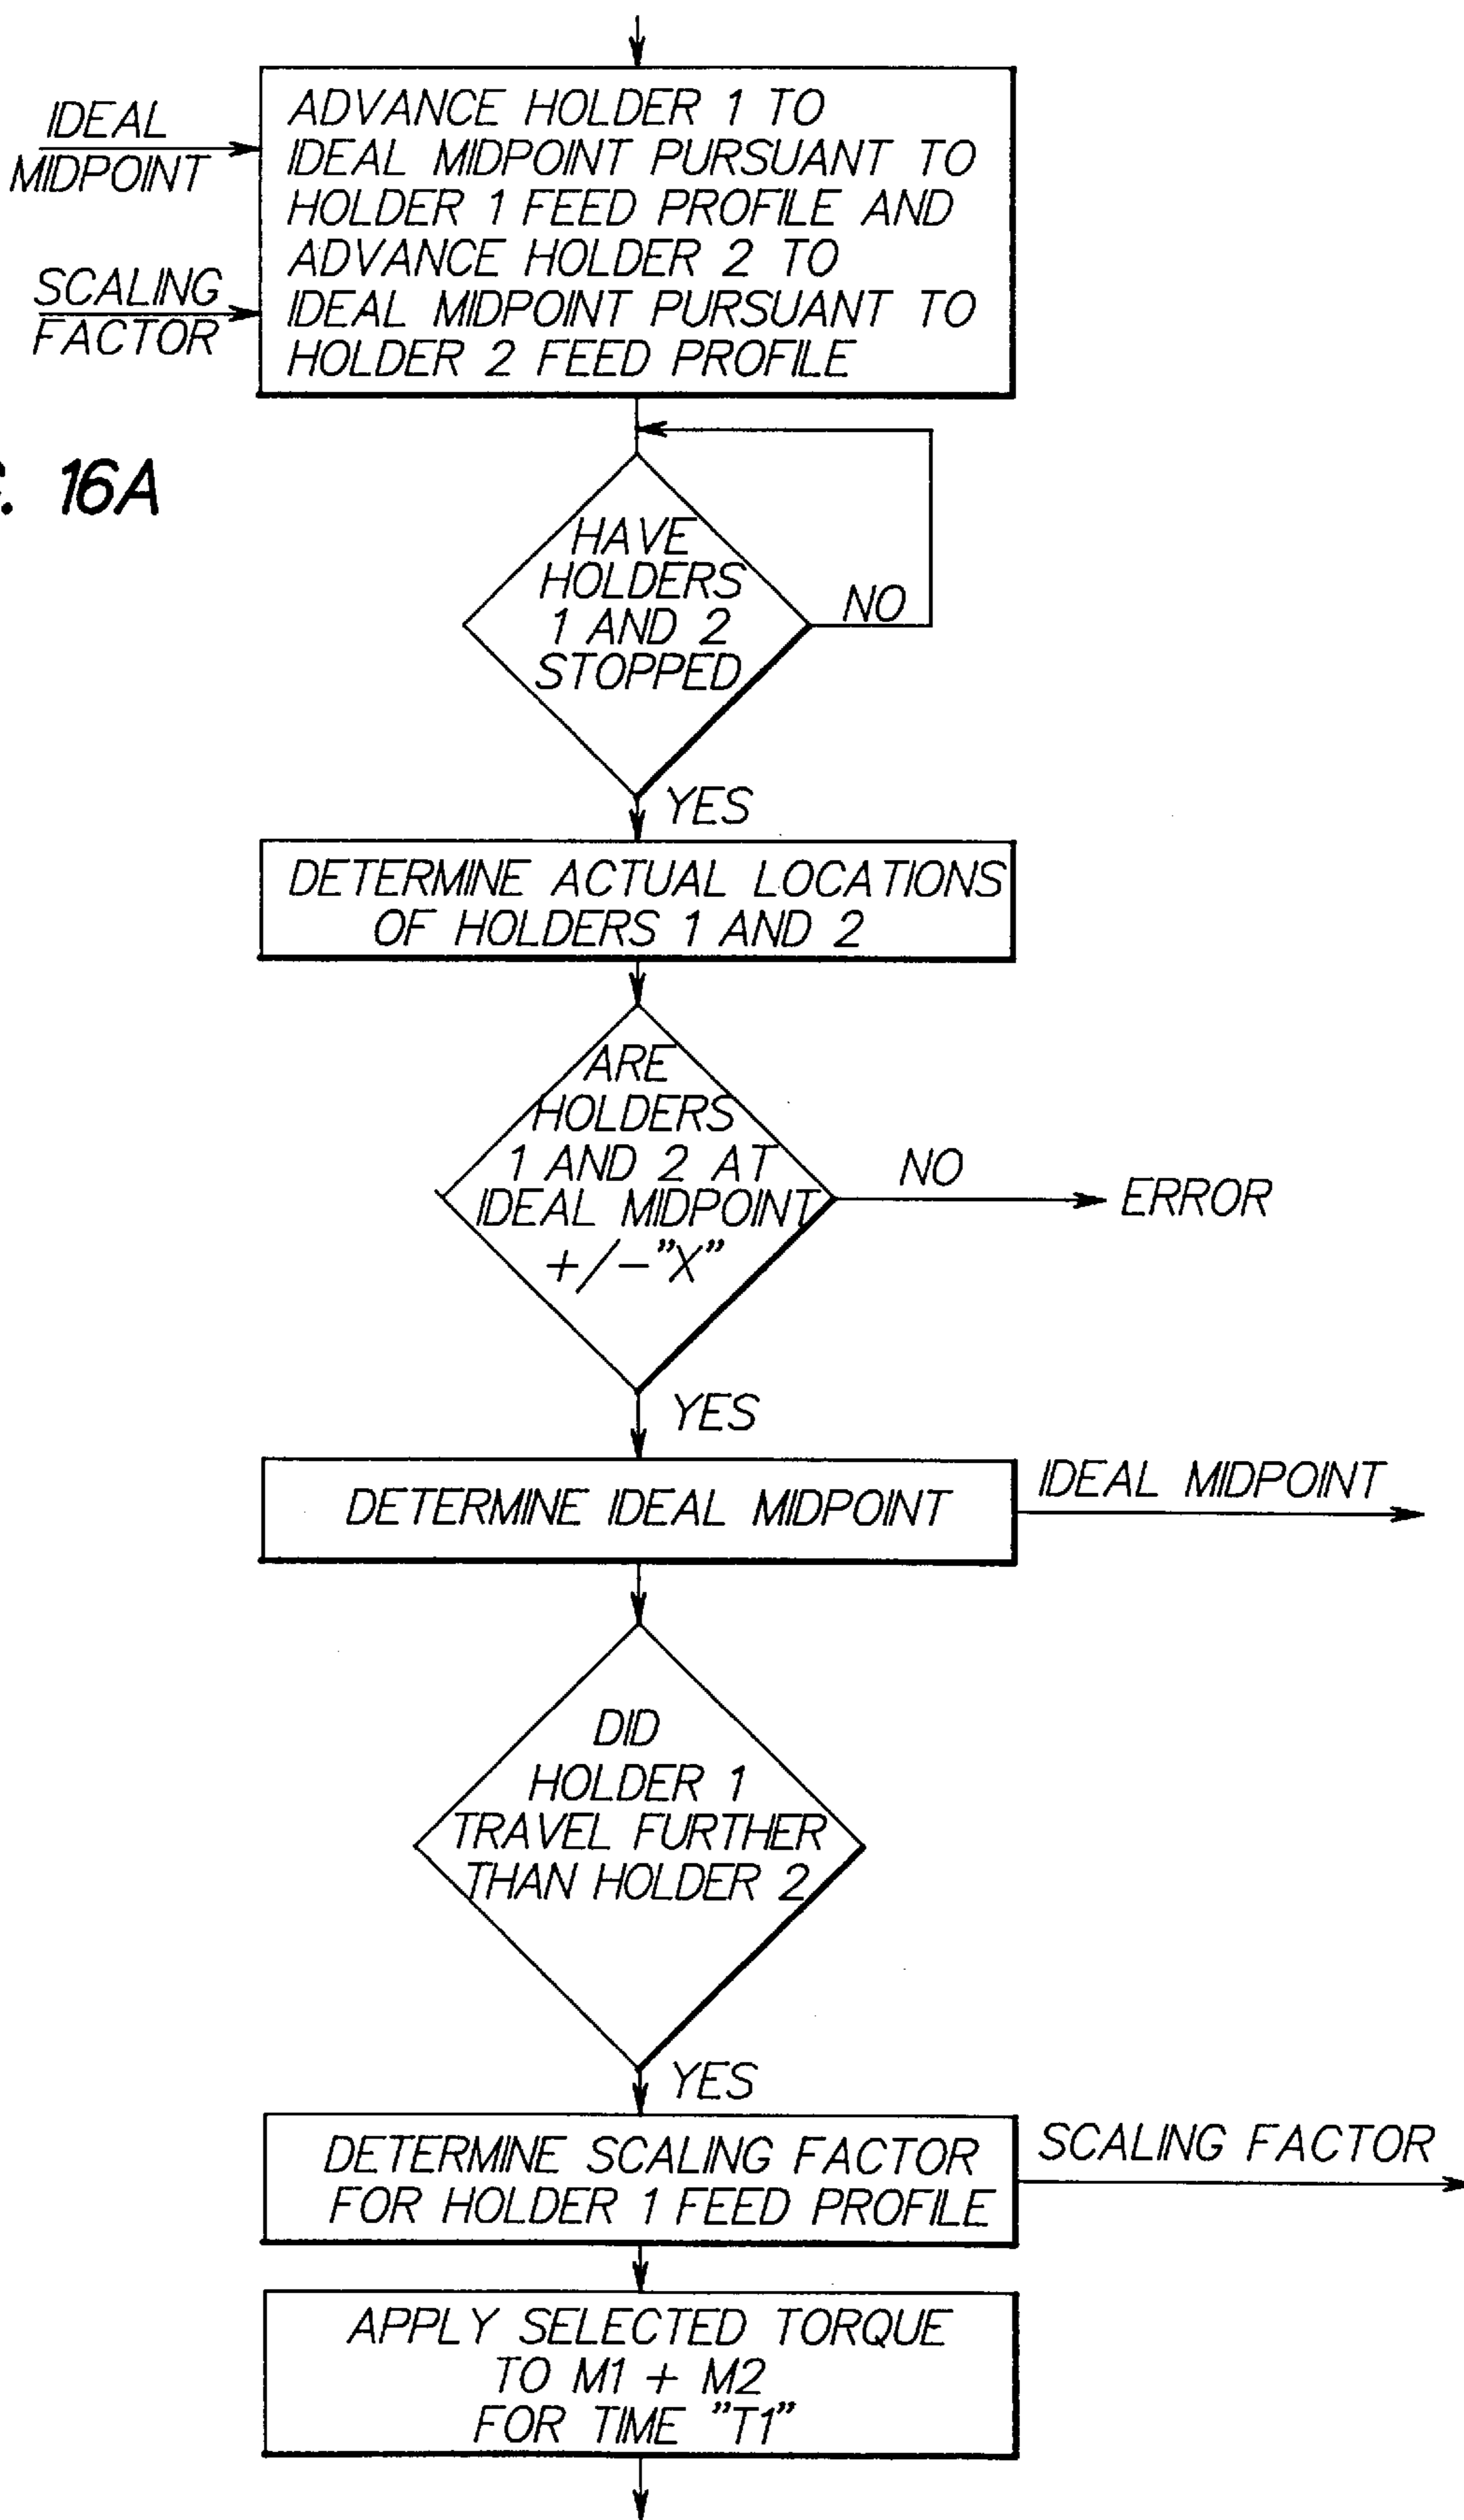 IDEAL
MIDPOINT
SCALING
FACTOR
ADVANCE HOLDER 1 TO
IDEAL MIDPOINT PURSUANT TO
HOLDER 1 FEED PROFILE AND
ADVANCE HOLDER 2 TO
IDEAL MIDPOINT PURSUANT TO
HOLDER 2 FEED PROFILE
16A
HAVE
HOLDERS
1 AND 2
STOPPED
NO
YES
DETERMINE ACTUAL LOCATIONS
OF HOLDERS 1 AND 2
ARE
HOLDERS
1 AND 2 AT
IDEAL MIDPOINT
+/-"X"
NO
ERROR
YES
DETERMINE IDEAL MIDPOINT
IDEAL MIDPOINT
DID
HOLDER 1
TRAVEL FURTHER
THAN HOLDER 2
YES
DETERMINE SCALING FACTOR
FOR HOLDER 1 FEED PROFILE
SCALING FACTOR
APPLY SELECTED TORQUE
TO M1 + M2
FOR TIME "T1"